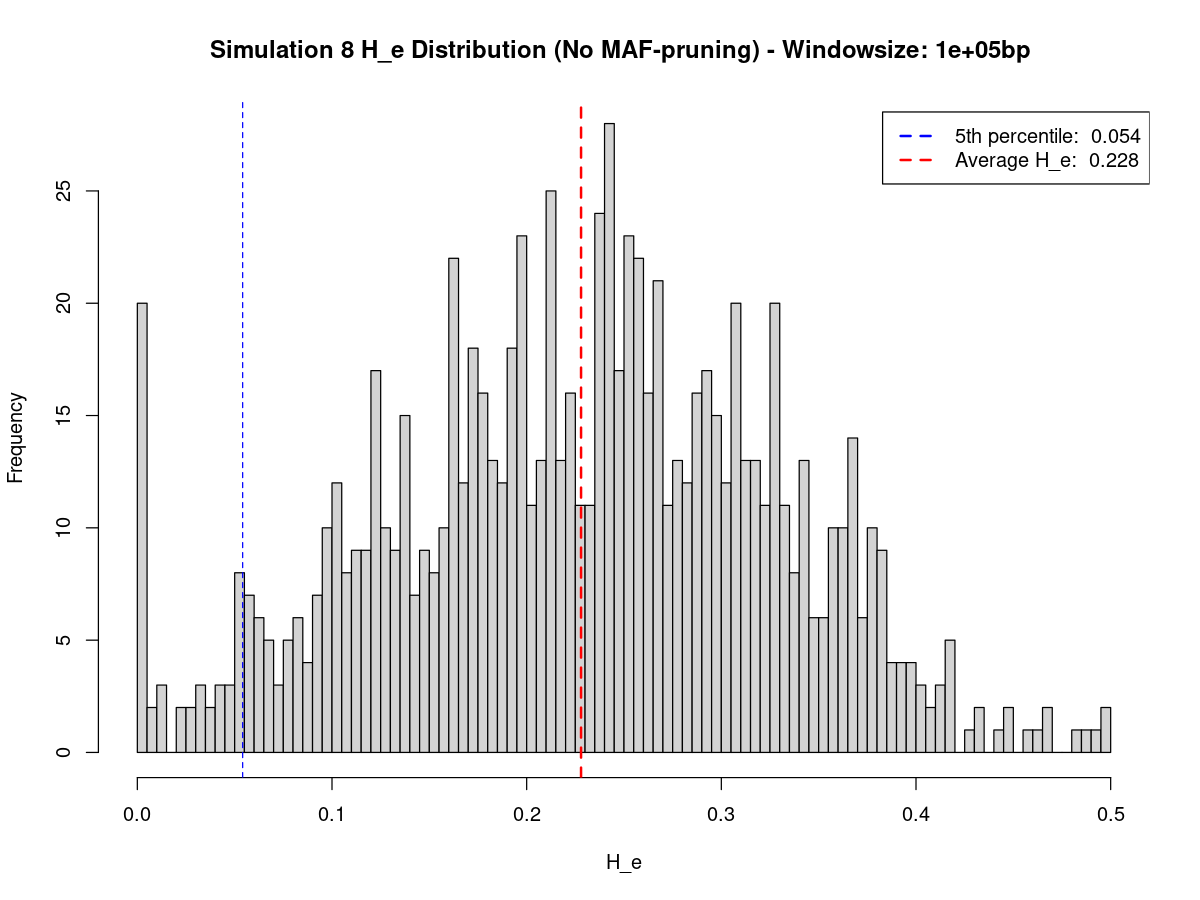 Simulation 8 H_e Distribution (No MAF-pruning) - Windowsize: 1e+05bp
5th percentile: 0.054
Average H_e: 0.228
Frequency
25
20
15
10
5
0
0.0 0.1 0.2 0.3 0.4 0.5
H_e